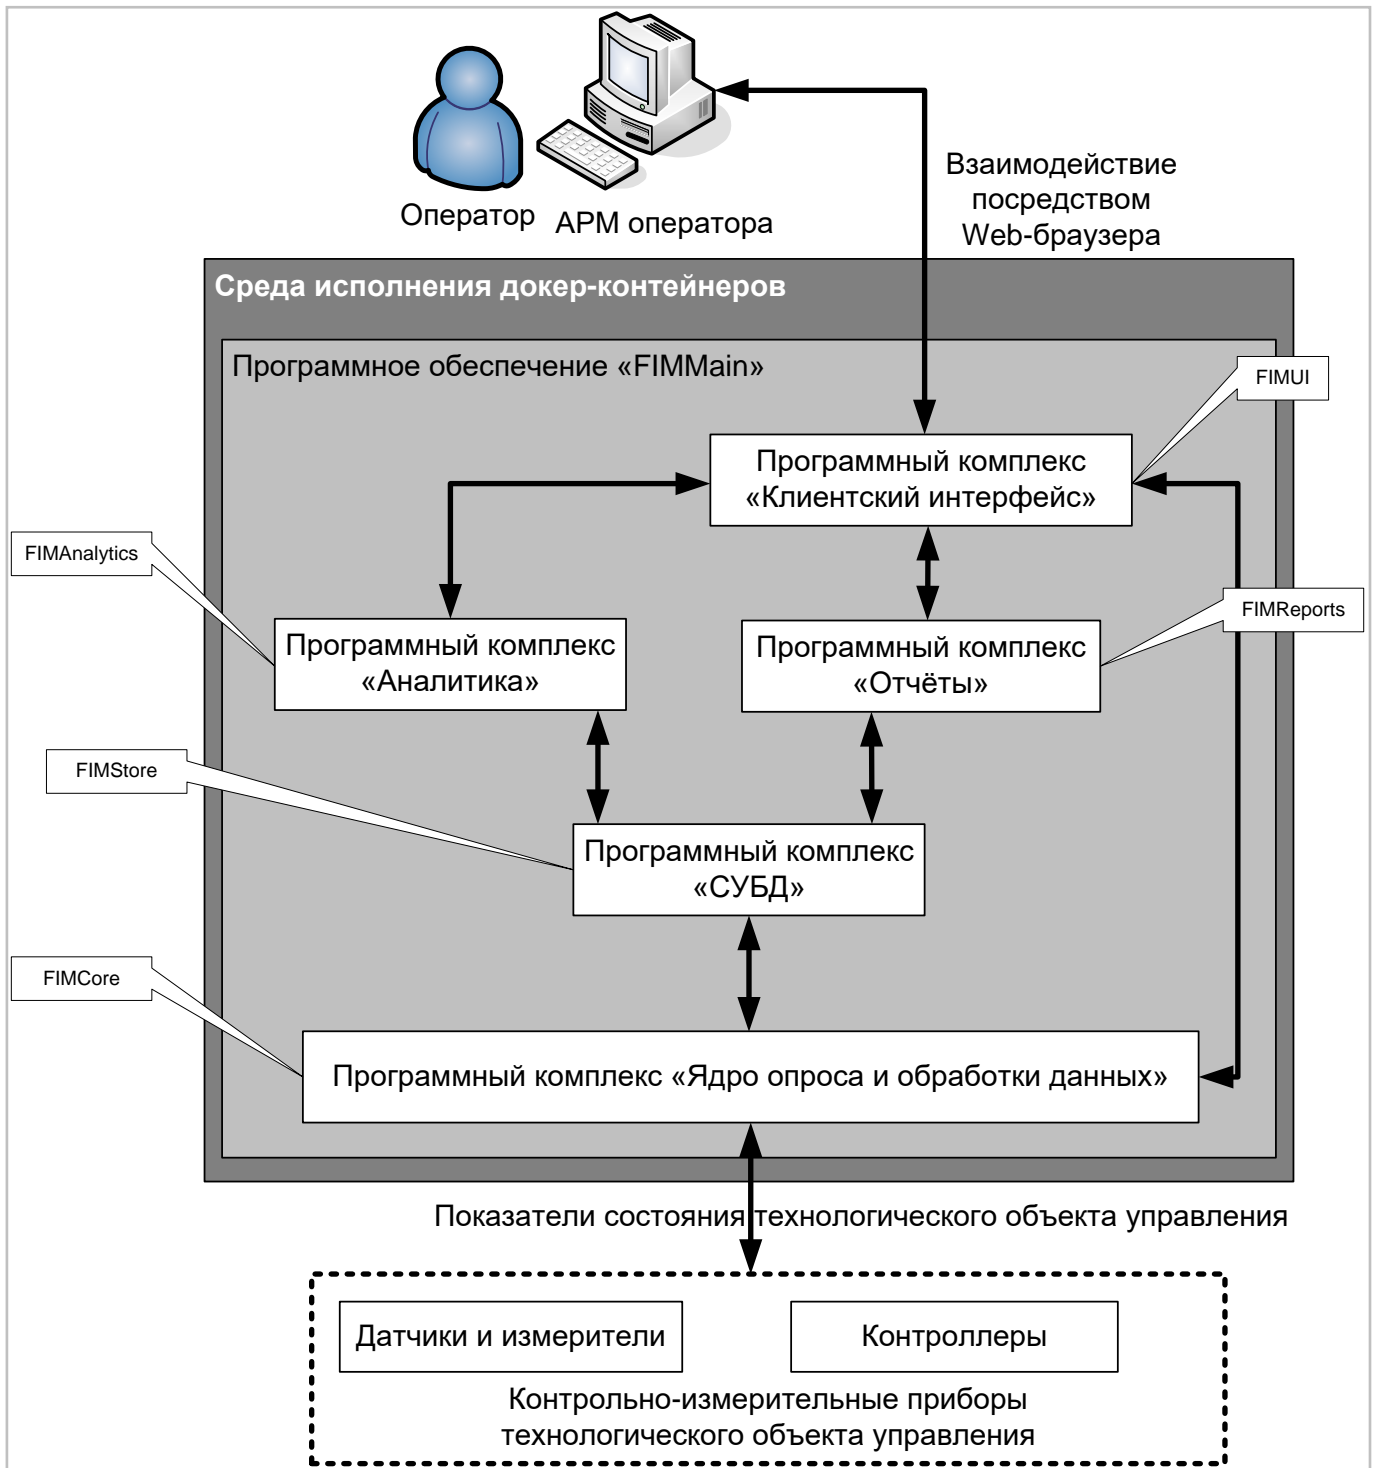 Оператор
АРМ оператора
Взаимодействие
посредством
Web-браузера
Среда исполнения докер-контейнеров
Программное обеспечение «FIMMain»
FIMUI
Программный комплекс
«Клиентский интерфейс»
FIMAnalytics
FIMReports
Программный комплекс
«Аналитика»
Программный комплекс
«Отчёты»
FIMStore
Программный комплекс
«СУБД»
FIMCore
Программный комплекс «Ядро опроса и обработки данных»
Показатели состояния технологического объекта управления
Датчики и измерители
Контроллеры
Контрольно-измерительные приборы
технологического объекта управления